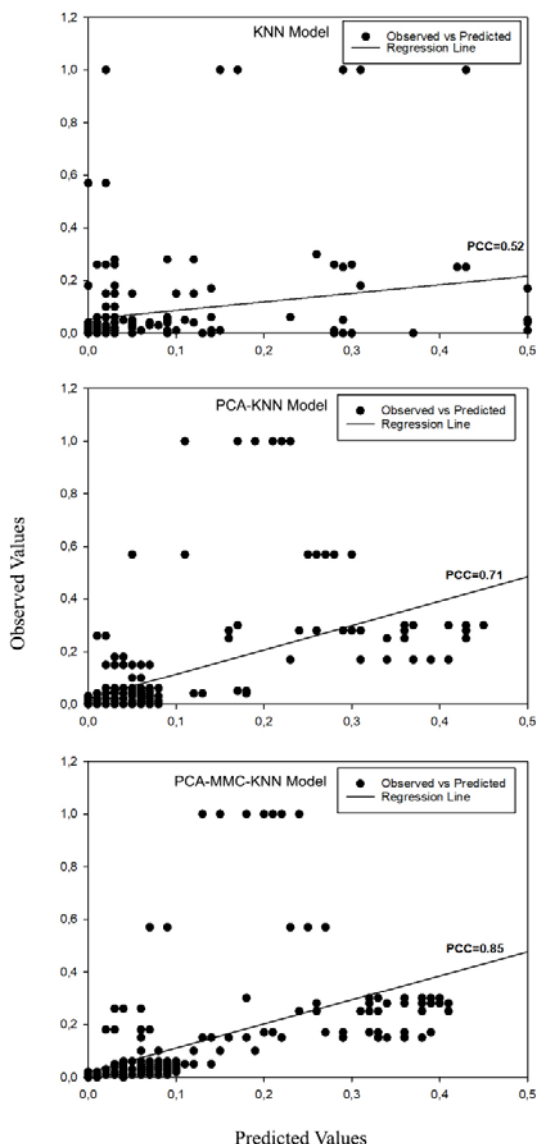 KNN Model
Observed vs Predicted
Regression Line
1,2
1,0
0,8
0,6
0,4
0,2
0,0
PCC=0.52
0,0 0,1 0,2 0,3 0,4 0,5
PCA-KNN Model
Observed vs Predicted
Regression Line
1,2
1,0
0,8
0,6
0,4
0,2
0,0
PCC=0.71
0,0 0,1 0,2 0,3 0,4 0,5
Observed Values
PCA-MMC-KNN Model
Observed vs Predicted
Regression Line
1,2
1,0
0,8
0,6
0,4
0,2
0,0
PCC=0.85
0,0 0,1 0,2 0,3 0,4 0,5
Predicted Values